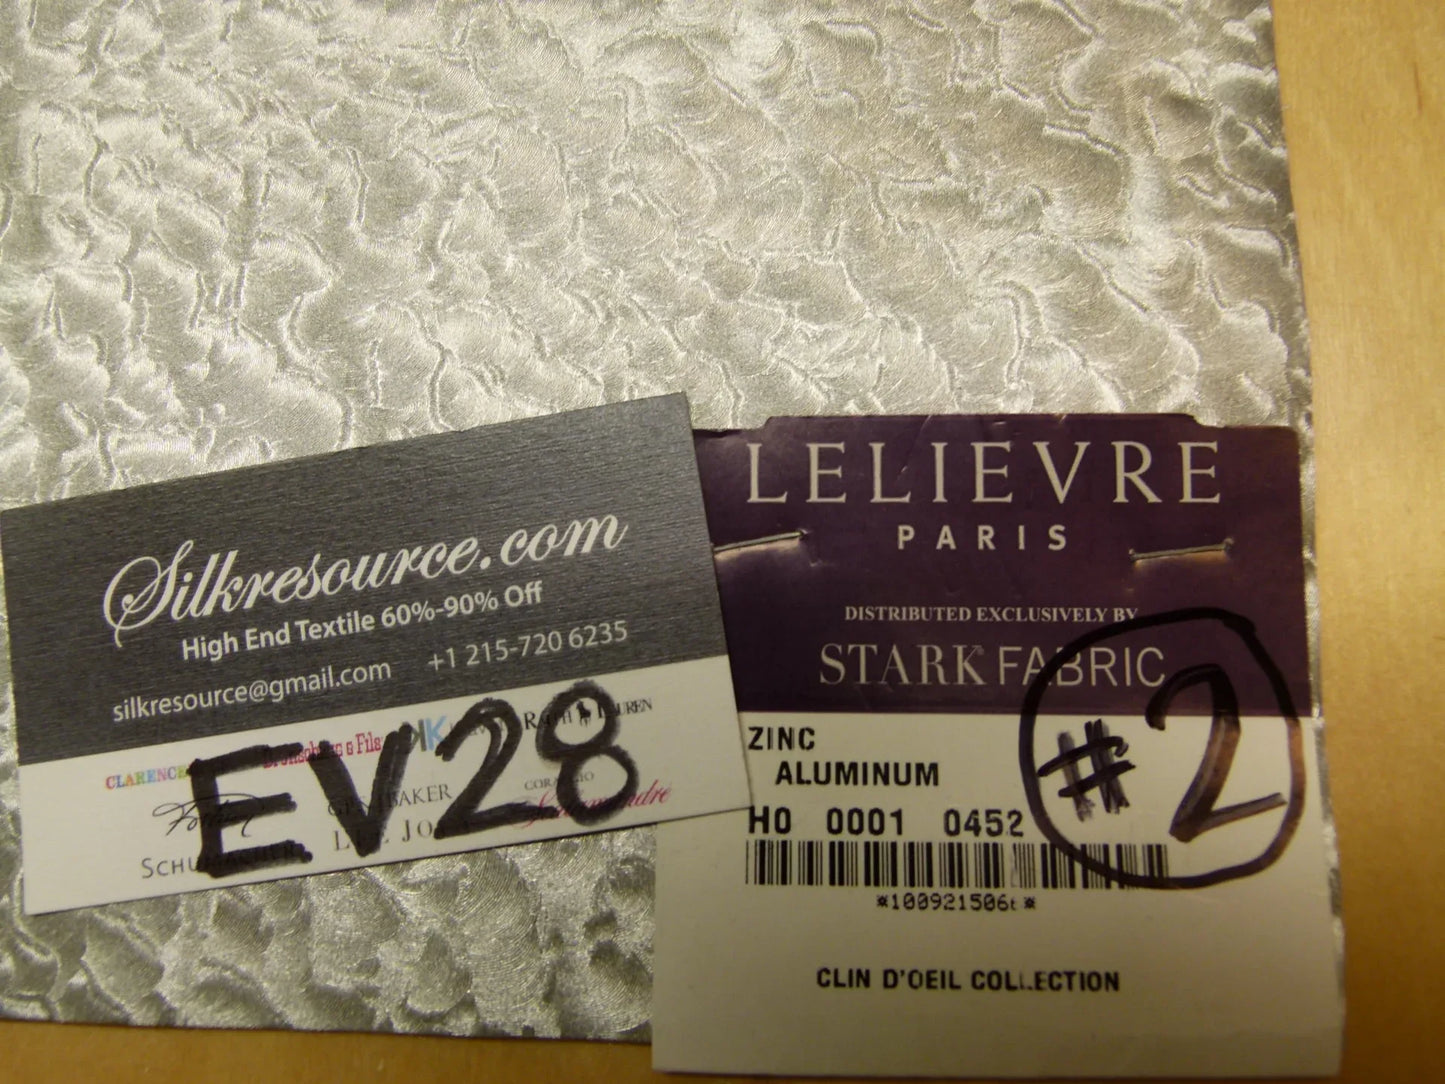 Silkresource.com
High End Textile 60%-90% Off
silkresource@gmail.com +1 215-720 6235
EV28
CLARENCE
SCHUMACHER
LELIEVRE
PARIS
DISTRIBUTED EXCLUSIVELY BY
STARK FABRIC
#2
ZINC
ALUMINUM
H0 0001 0452
CLIN D'OEIL COLLECTION